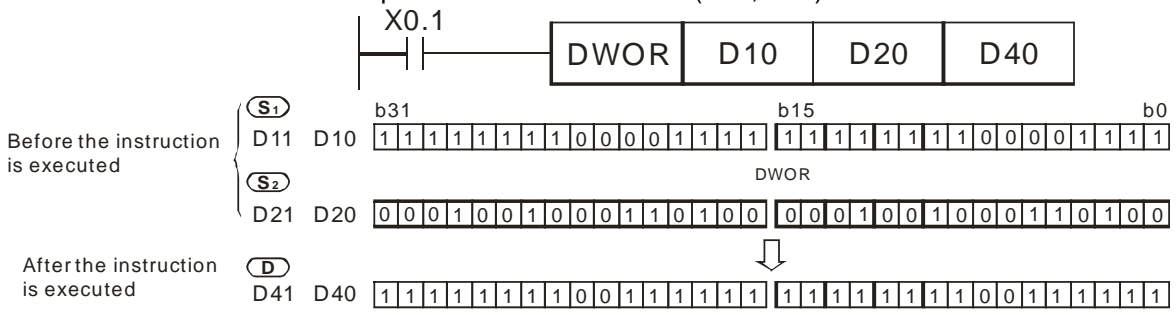 X0.1
DWOR D10 D20 D40
S1 b31 b15 b0
Before the instruction D11 D10 1 1 1 1 1 1 1 1 0 0 0 0 1 1 1 1 1 1 1 1 1 1 1 1 0 0 0 0 1 1 1 1
is executed
DWOR
S2
D21 D20 0 0 0 1 0 0 1 0 0 0 1 1 0 1 0 0 0 0 0 1 0 0 1 0 0 0 1 1 0 1 0 0
After the instruction D
is executed D41 D40 1 1 1 1 1 1 1 1 0 0 1 1 1 1 1 1 1 1 1 1 1 1 1 1 0 0 1 1 1 1 1 1